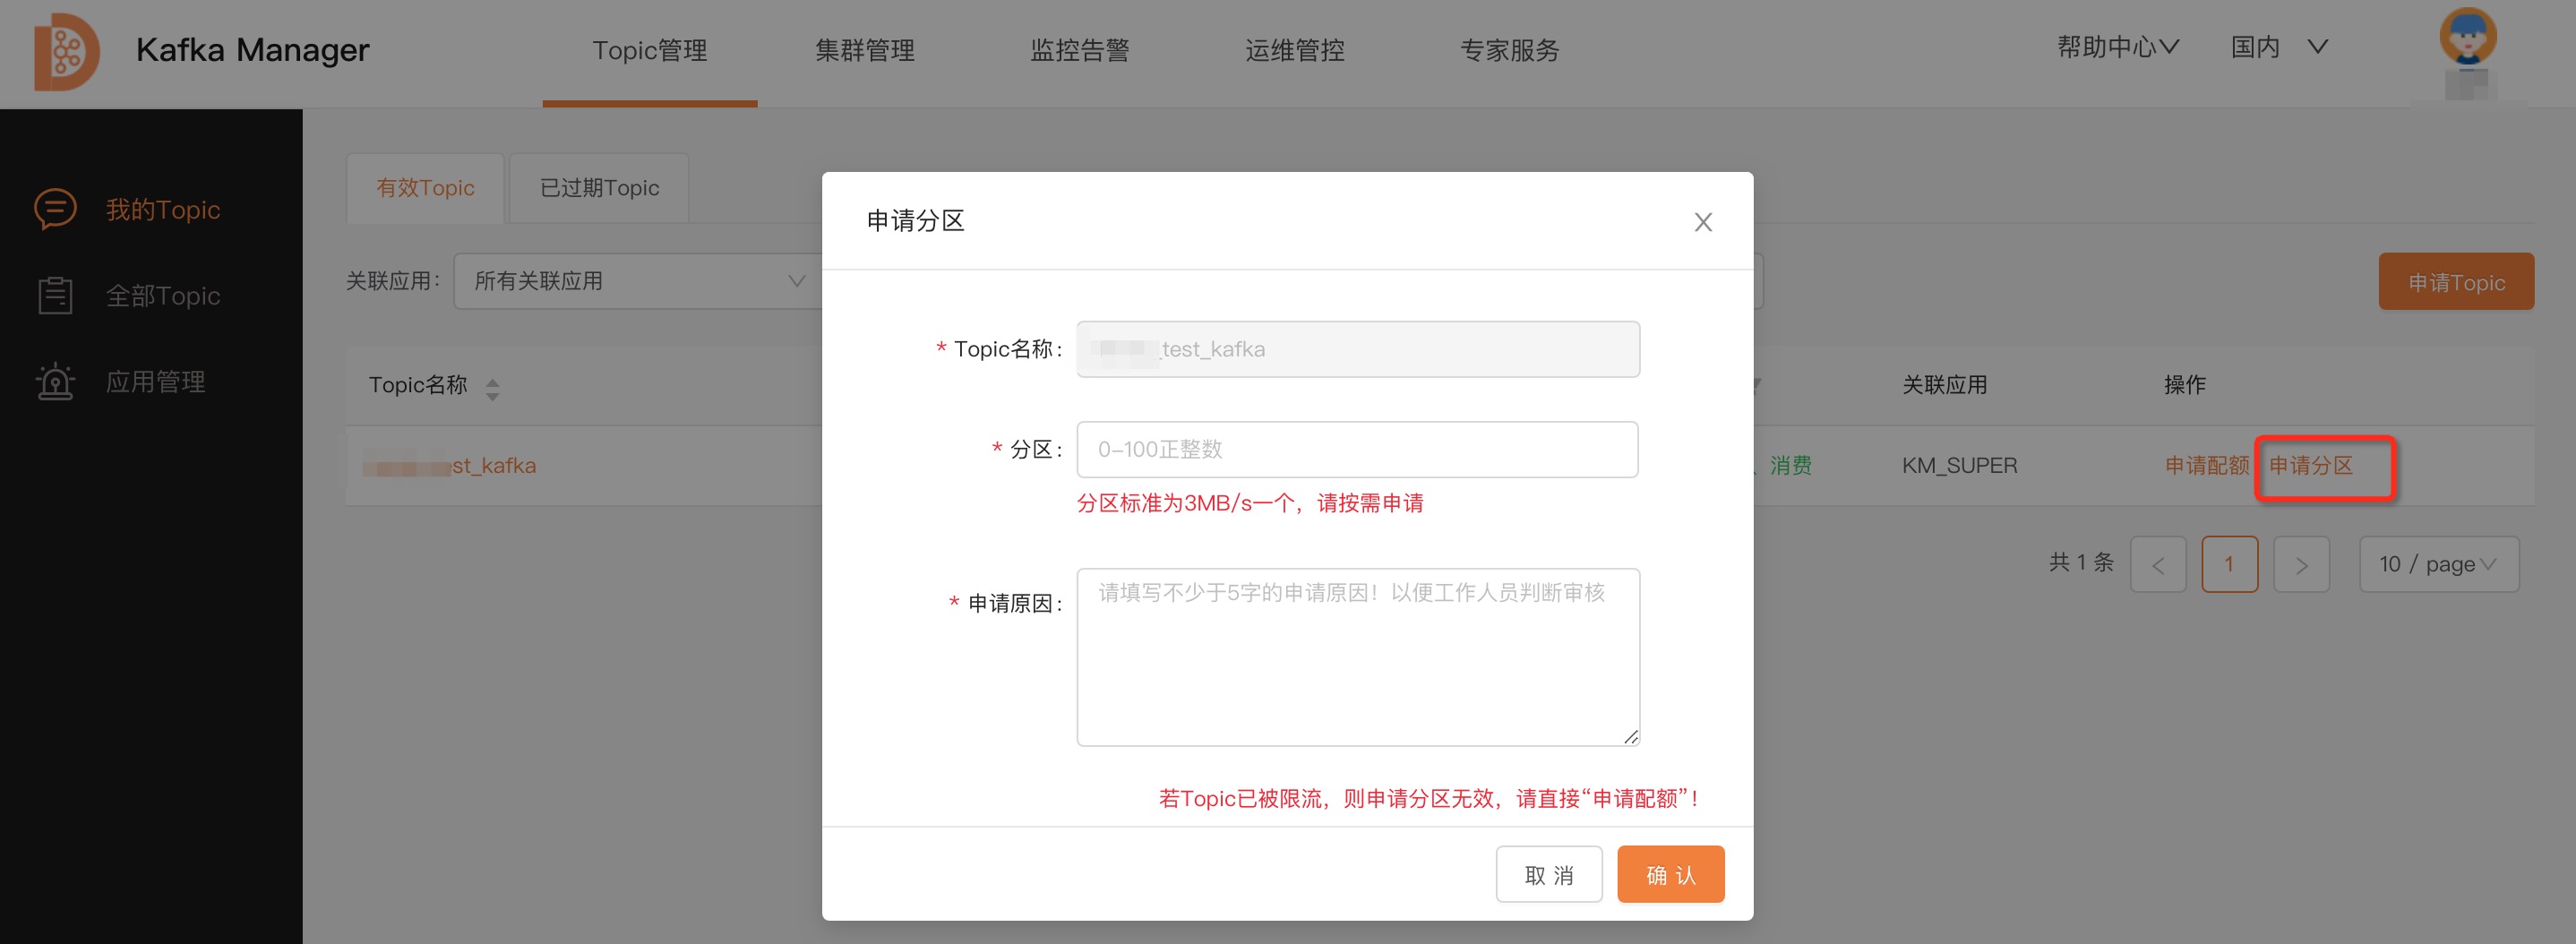 Kafka Manager
Topic管理
集群管理
监控告警
运维管控
专家服务
帮助中心
国内
我的Topic
全部Topic
应用管理
有效Topic
已过期Topic
关联应用：
所有关联应用
申请Topic
Topic名称
关联应用
操作
st_kafka
消费
KM_SUPER
申请配额
申请分区
共 1 条
<
1
>
10 / page
申请分区
* Topic名称：
_test_kafka
* 分区：
0-100正整数
分区标准为3MB/s一个，请按需申请
* 申请原因：
请填写不少于5字的申请原因！以便工作人员判断审核
若Topic已被限流，则申请分区无效，请直接“申请配额”！
取 消
确 认